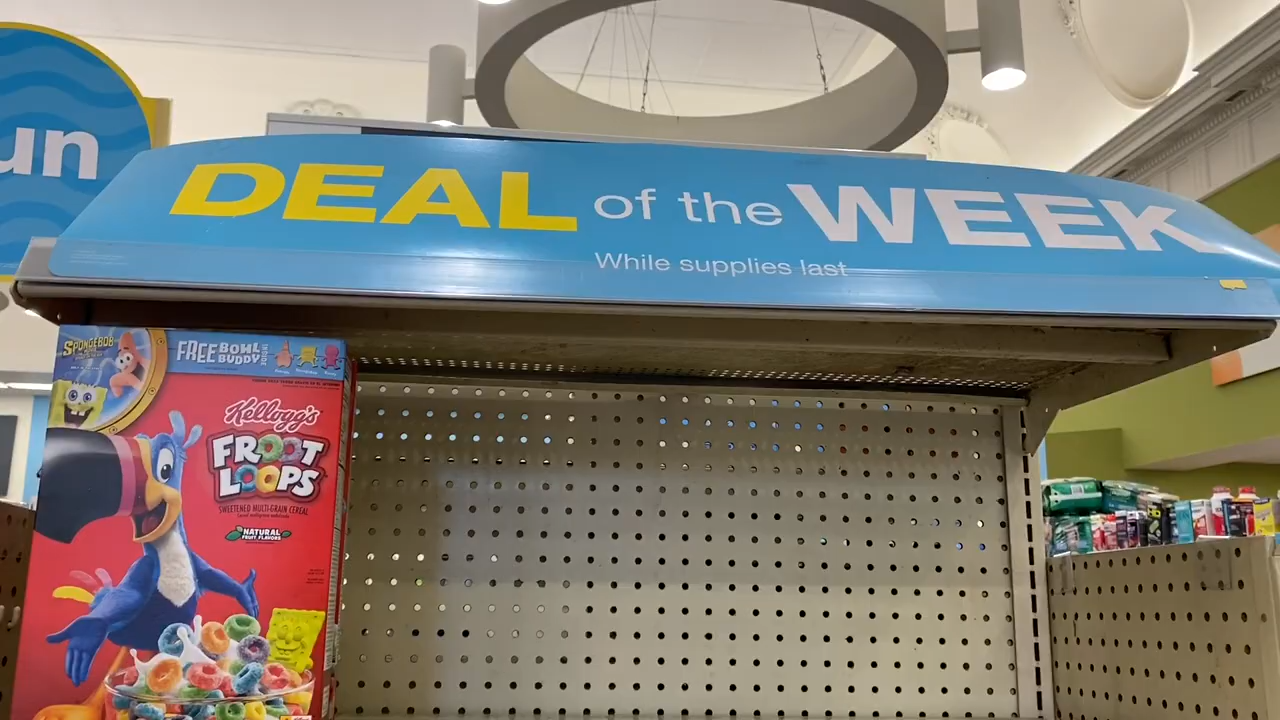 un
DEAL of the WEEK
While supplies last
SPONGEBOB
FREE BOWL BUDDY INSIDE
Kellogg's
FROOT
LOOPS
SWEETENED MULTI-GRAIN CEREAL
NATURAL
FRUIT FLAVORS